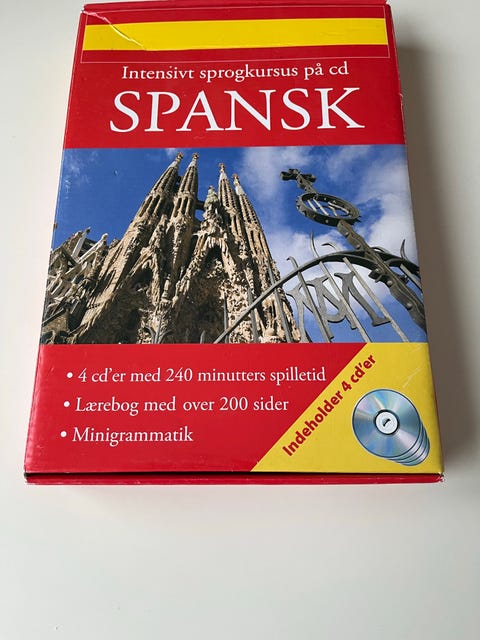 Intensivt sprogkursus på cd
SPANSK
• 4 cd'er med 240 minutters spilletid
• Lærebog med over 200 sider
• Minigrammatik
Indeholder 4 cd'er